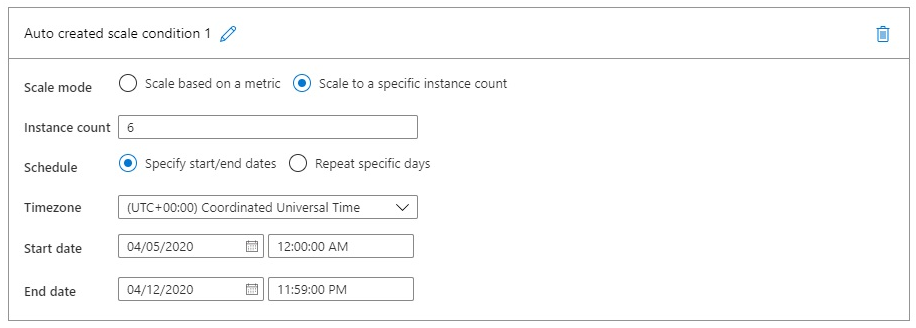 Auto created scale condition 1
Scale mode Scale based on a metric Scale to a specific instance count
Instance count 6
Schedule Specify start/end dates Repeat specific days
Timezone (UTC+00:00) Coordinated Universal Time
Start date 04/05/2020 12:00:00 AM
End date 04/12/2020 11:59:00 PM